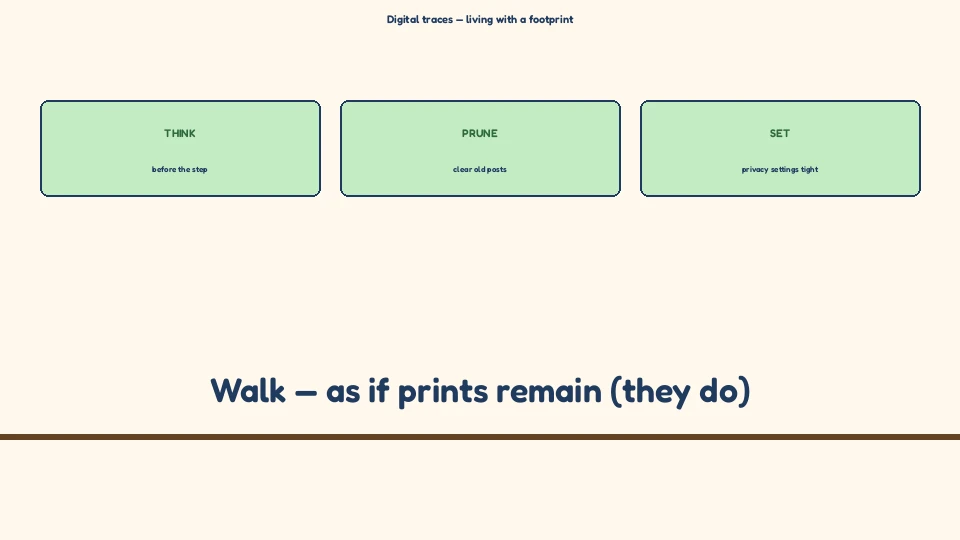 Digital traces — living with a footprint
THINK
before the step
PRUNE
clear old posts
SET
privacy settings tight
Walk — as if prints remain (they do)